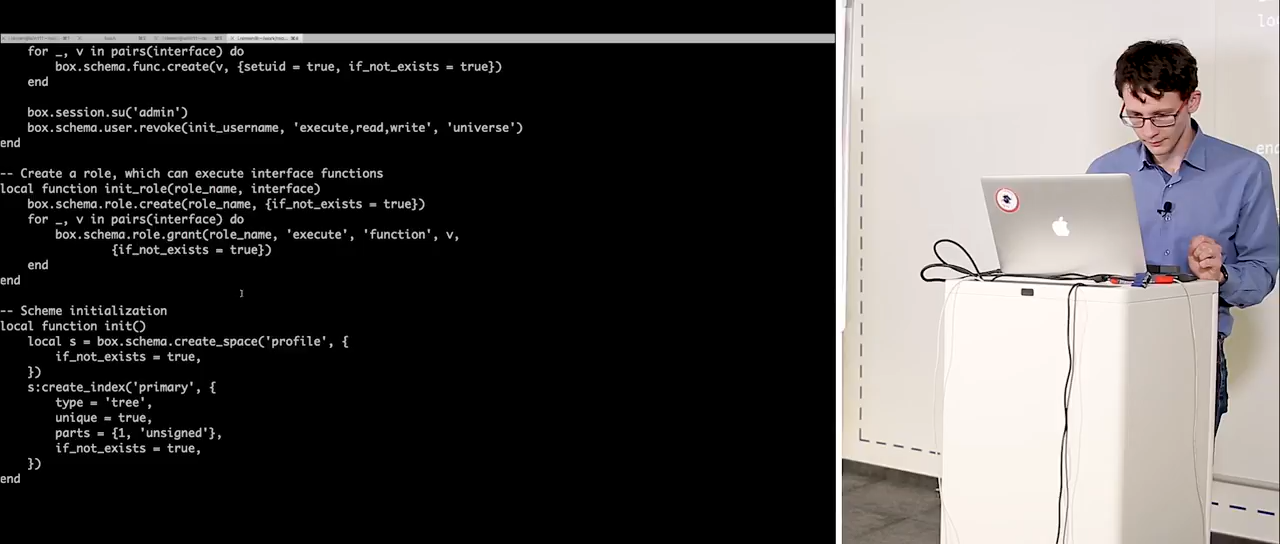 for _, v in pairs(interface) do
box.schema.func.create(v, {setuid = true, if_not_exists = true})
end
box.session.su('admin')
box.schema.user.revoke(init_username, 'execute,read,write', 'universe')
end
-- Create a role, which can execute interface functions
local function init_role(role_name, interface)
box.schema.role.create(role_name, {if_not_exists = true})
for _, v in pairs(interface) do
box.schema.role.grant(role_name, 'execute', 'function', v,
{if_not_exists = true})
end
end
-- Scheme initialization
local function init()
local s = box.schema.create_space('profile', {
if_not_exists = true,
})
s:create_index('primary', {
type = 'tree',
unique = true,
parts = {1, 'unsigned'},
if_not_exists = true,
})
end